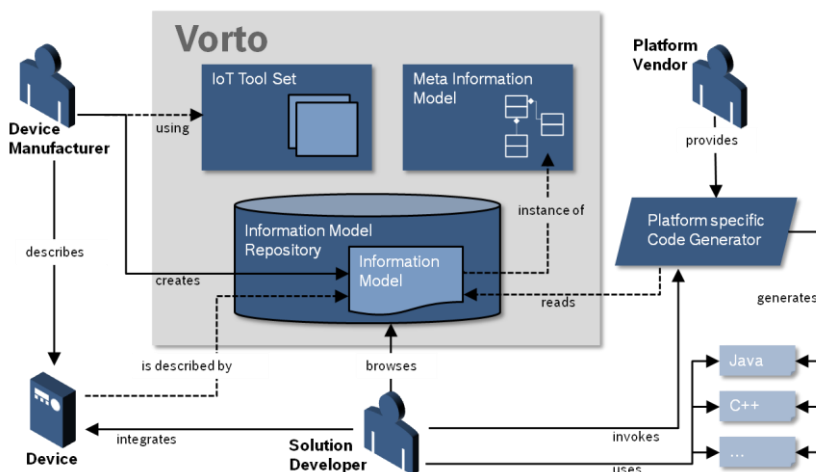 Vorto
IoT Tool Set
Meta Information
Model
Platform
Vendor
Device
Manufacturer
using
provides
instance of
Information Model
Repository
Platform specific
Code Generator
describes
Information
Model
creates
reads
generates
is described by
browses
Java
C++
...
Device
integrates
Solution
Developer
invokes
uses